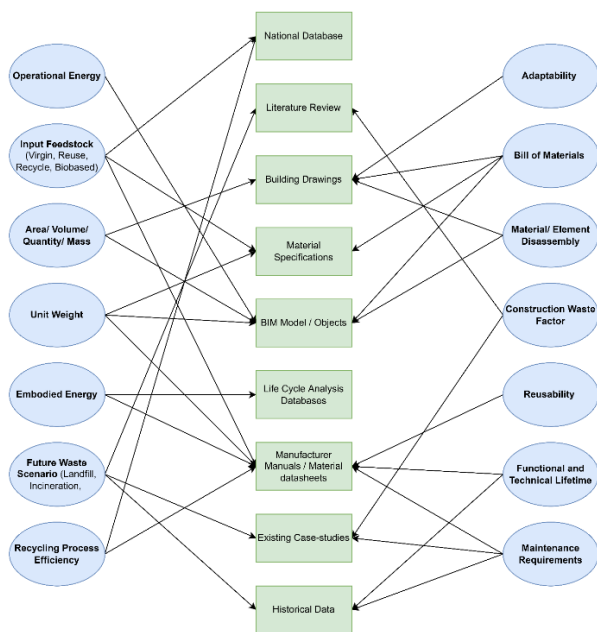 Operational Energy
Input Feedstock
(Virgin, Reuse,
Recycle, Biobased)
Area/ Volume/
Quantity/ Mass
Unit Weight
Embodied Energy
Future Waste
Scenario (Landfill,
Incineration,
Recycling Process
Efficiency
National Database
Literature Review
Building Drawings
Material
Specifications
BIM Model / Objects
Life Cycle Analysis
Databases
Manufacturer
Manuals / Material
datasheets
Existing Case-studies
Historical Data
Adaptability
Bill of Materials
Material/ Element
Disassembly
Construction Waste
Factor
Reusability
Functional and
Technical Lifetime
Maintenance
Requirements